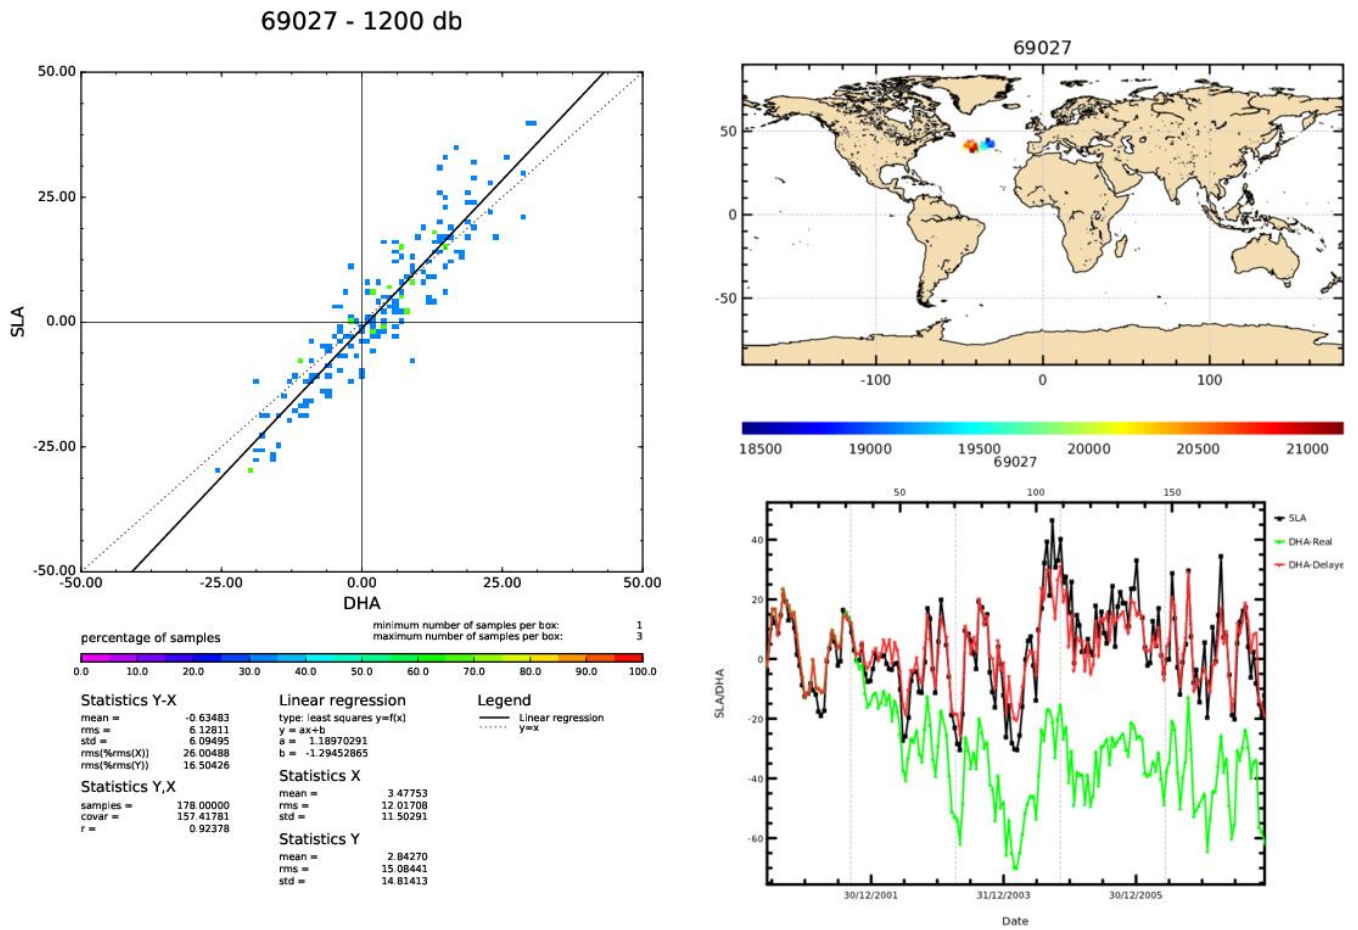 69027 - 1200 db
50.00
25.00
0.00
-25.00
-50.00
SLA
-50.00 -25.00 0.00 25.00 50.00
DHA
minimum number of samples per box: 1
maximum number of samples per box: 3
percentage of samples
0.0 10.0 20.0 30.0 40.0 50.0 60.0 70.0 80.0 90.0 100.0
Statistics Y-X
mean = -0.63483
rms = 6.12811
std = 6.09495
rms(%rms(X)) 26.00488
rms(%rms(Y)) 16.50426
Statistics Y,X
samples = 178.00000
covar = 157.41781
r = 0.92378
Linear regression
type: least squares y=f(x)
y = ax+b
a = 1.18970291
b = -1.29452865
Statistics X
mean = 3.47753
rms = 12.01708
std = 11.50291
Statistics Y
mean = 2.84270
rms = 15.08441
std = 14.81413
Legend
Linear regression
y=x
69027
50
0
-50
-100 0 100
18500 19000 19500 20000 20500 21000
69027
50 100 150
40
20
0
-20
-40
-60
SLA/DHA
30/12/2001 31/12/2003 30/12/2005
Date
SLA
DHA-Real
DHA-Delaye